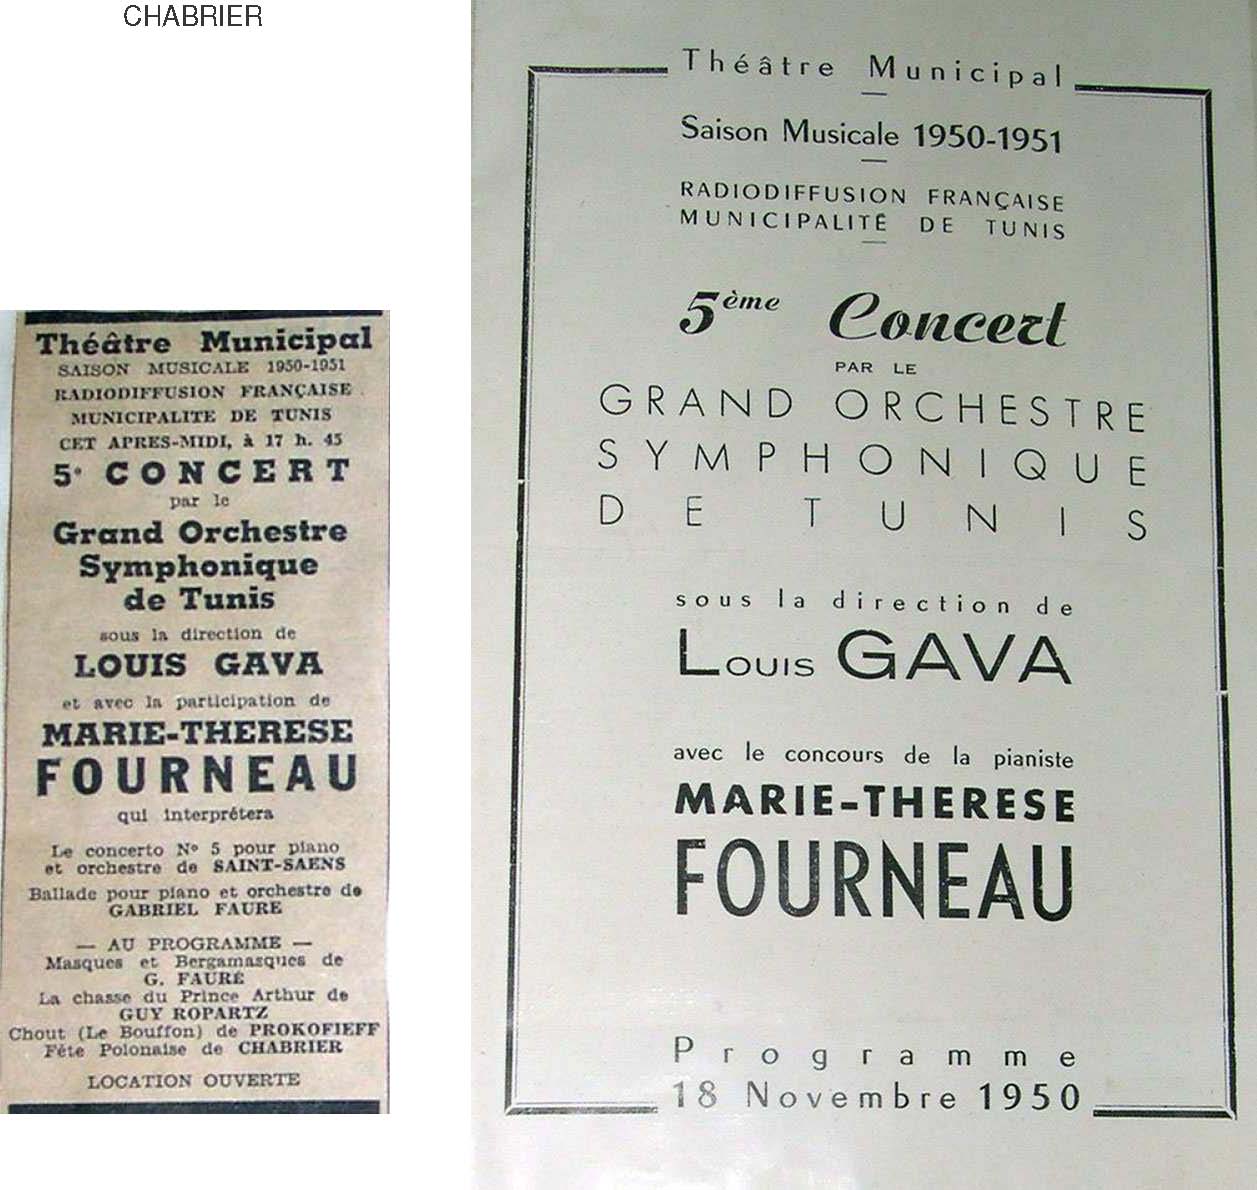 CHABRIER
Théâtre Municipal
SAISON MUSICALE 1950-1951
RADIODIFFUSION FRANÇAISE
MUNICIPALITE DE TUNIS
CET APRES-MIDI, à 17 h. 45
5e CONCERT
par le
Grand Orchestre
Symphonique
de Tunis
sous la direction de
LOUIS GAVA
et avec la participation de
MARIE-THERESE
FOURNEAU
qui interprétera
Le concerto No 5 pour piano
et orchestre de SAINT-SAENS
Ballade pour piano et orchestre de
GABRIEL FAURE
— AU PROGRAMME —
Masques et Bergamasques de
G. FAURÉ
La chasse du Prince Arthur de
GUY ROPARTZ
Chout (Le Bouffon) de PROKOFIEFF
Fête Polonaise de CHABRIER
LOCATION OUVERTE
Théâtre Municipal
Saison Musicale 1950-1951
RADIODIFFUSION FRANÇAISE
MUNICIPALITÉ DE TUNIS
5ème Concert
PAR LE
GRAND ORCHESTRE
SYMPHONIQUE
DE TUNIS
sous la direction de
LOUIS GAVA
avec le concours de la pianiste
MARIE-THERESE
FOURNEAU
Programme
18 Novembre 1950